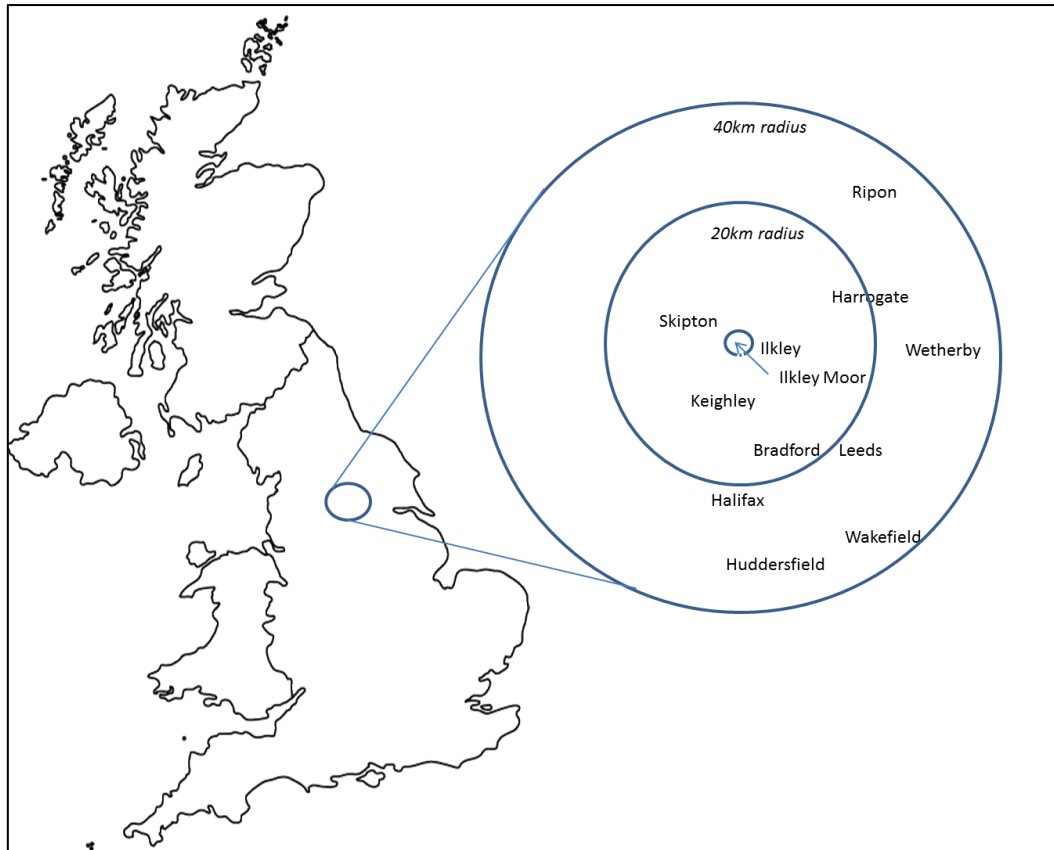 40km radius
Ripon
20km radius
Harrogate
Skipton
Ilkley
Wetherby
Ilkley Moor
Keighley
Bradford
Leeds
Halifax
Wakefield
Huddersfield